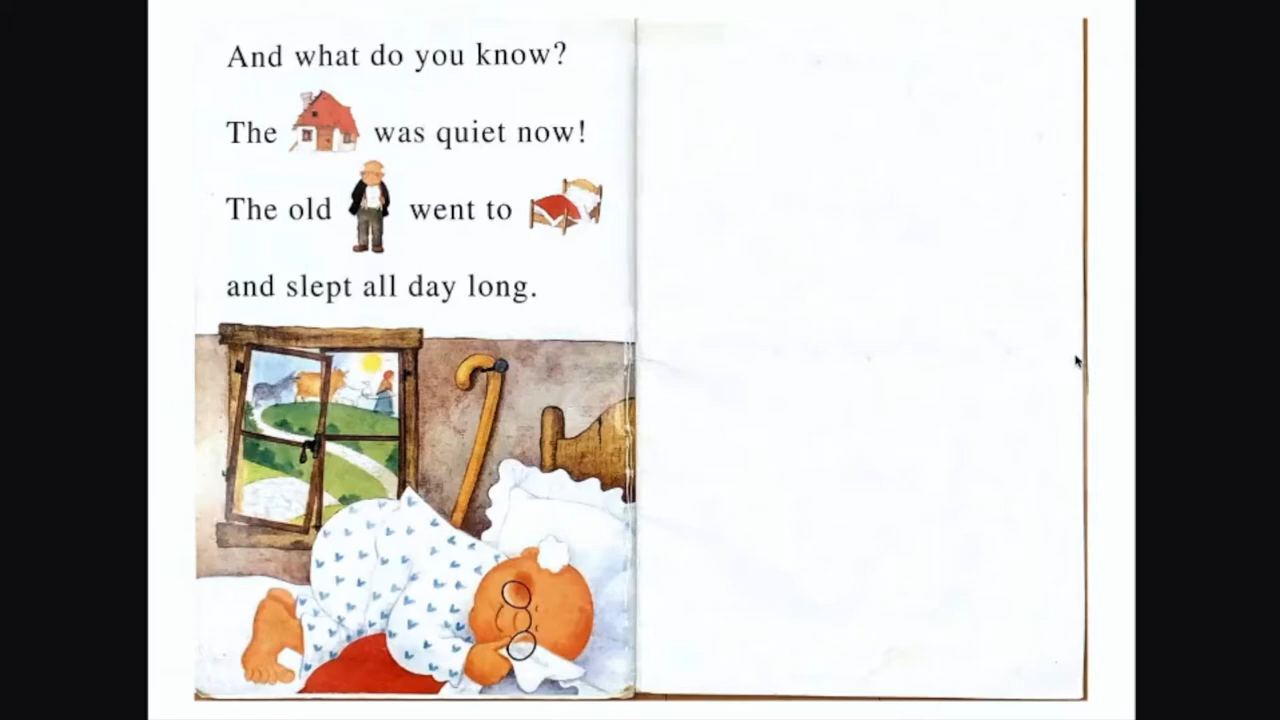 And what do you know?
The was quiet now!
The old went to
and slept all day long.